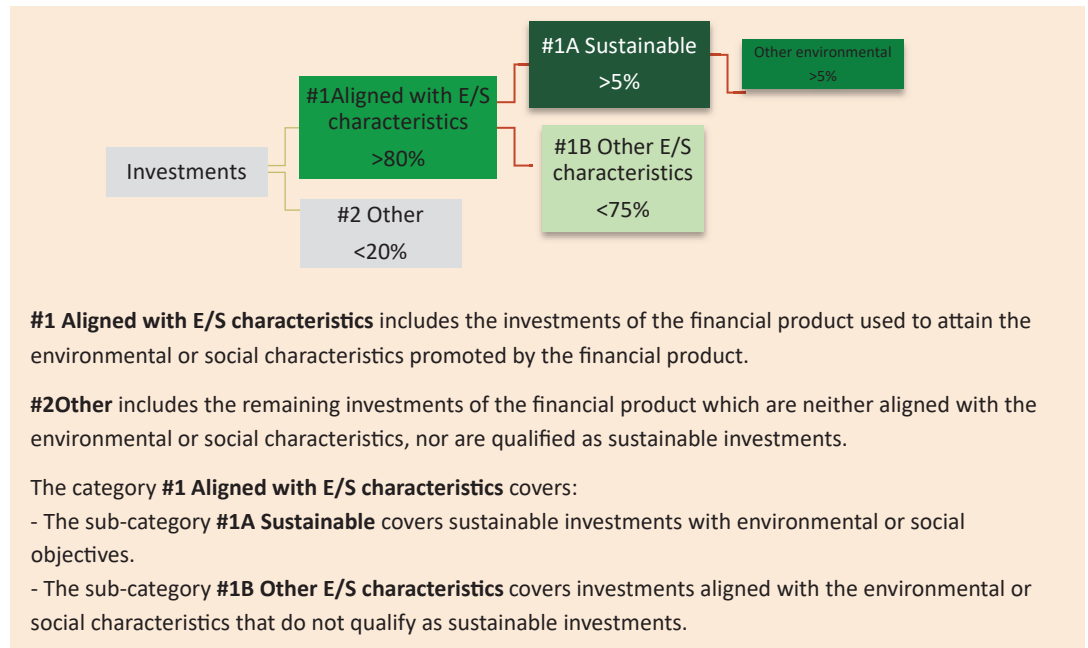 #1A Sustainable
>5%
Other environmental
>5%
#1Aligned with E/S
characteristics
>80%
#1B Other E/S
characteristics
<75%
Investments
#2 Other
<20%
#1 Aligned with E/S characteristics includes the investments of the financial product used to attain the
environmental or social characteristics promoted by the financial product.
#2Other includes the remaining investments of the financial product which are neither aligned with the
environmental or social characteristics, nor are qualified as sustainable investments.
The category #1 Aligned with E/S characteristics covers:
- The sub-category #1A Sustainable covers sustainable investments with environmental or social
objectives.
- The sub-category #1B Other E/S characteristics covers investments aligned with the environmental or
social characteristics that do not qualify as sustainable investments.